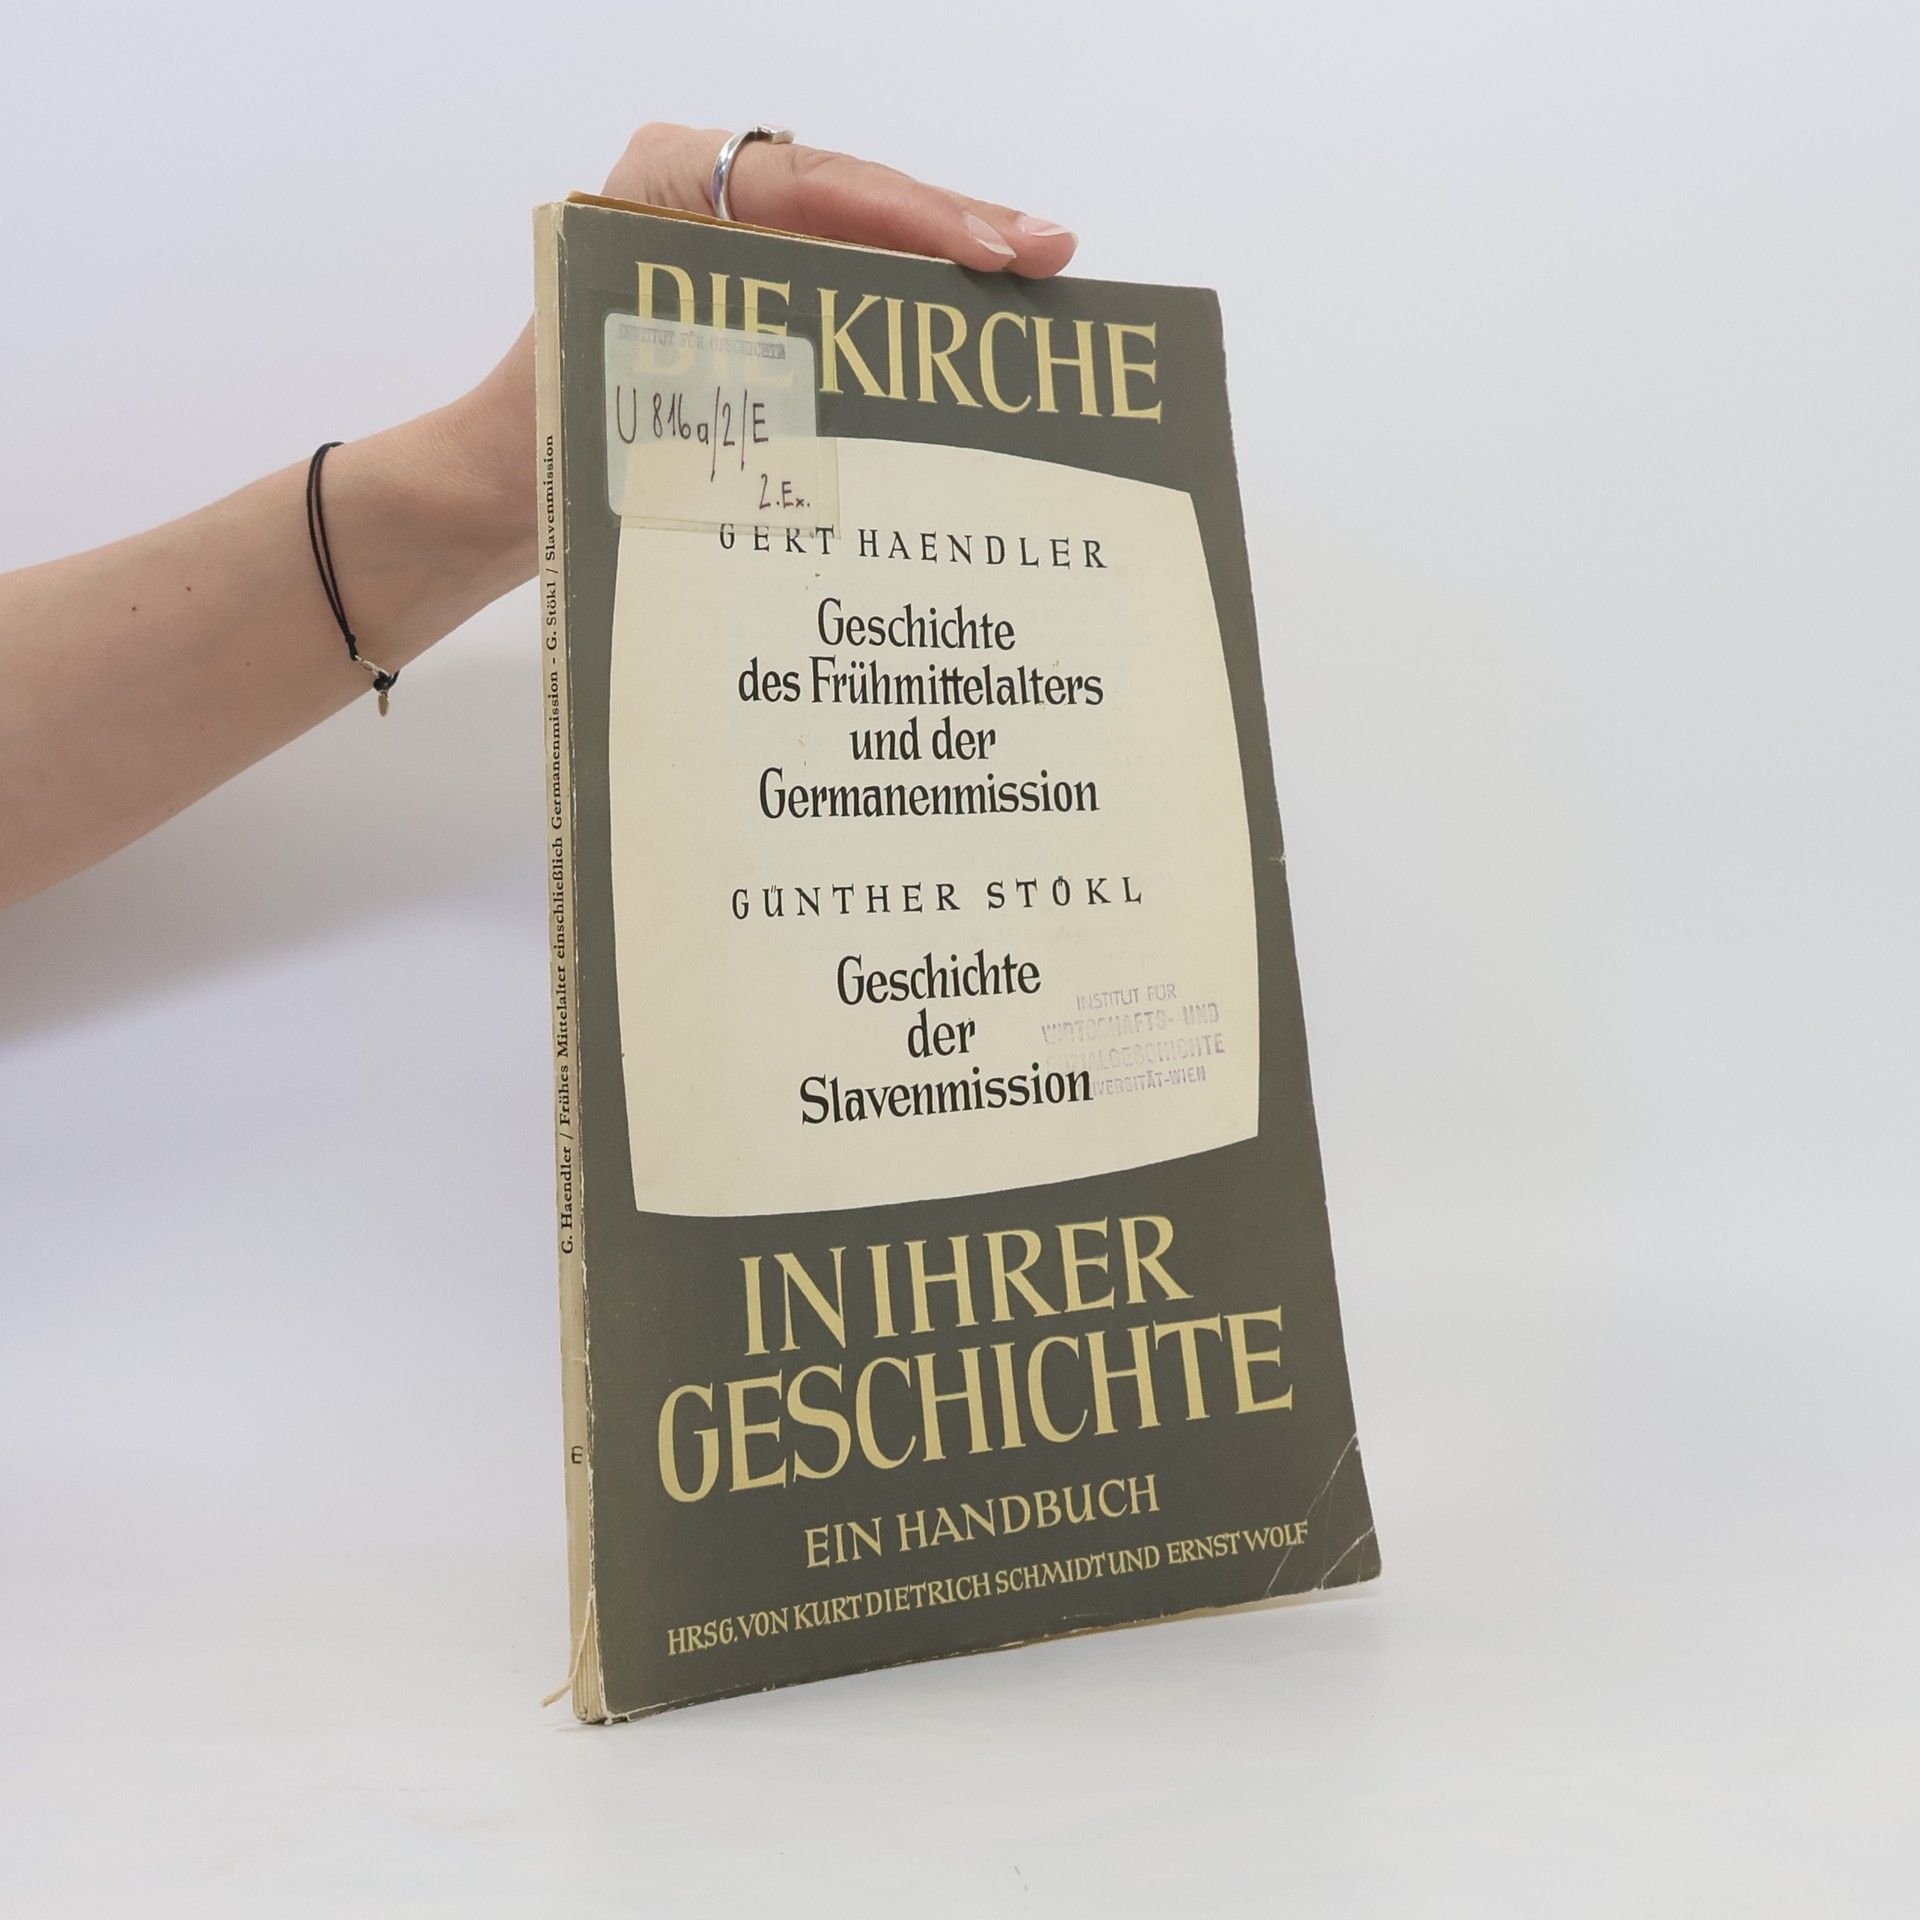 DIE KIRCHE
INSTITUT FÜR GESCHICHTE
U 816a/2/E
2.Ex.
GERT HAENDLER
Geschichte
des Frühmittelalters
und der
Germanenmission
GÜNTHER STÖKL
Geschichte
der
Slavenmission
INSTITUT FÜR
WIRTSCHAFTS- UND
SOZIALGESCHICHTE
UNIVERSITÄT-WIEN
IN IHRER
GESCHICHTE
EIN HANDBUCH
HRSG. VON KURT DIETRICH SCHMIDT UND ERNST WOLF
G. Haendler / Frühes Mittelalter einschließlich Germanenmission - G. Stökl / Slavenmission
E